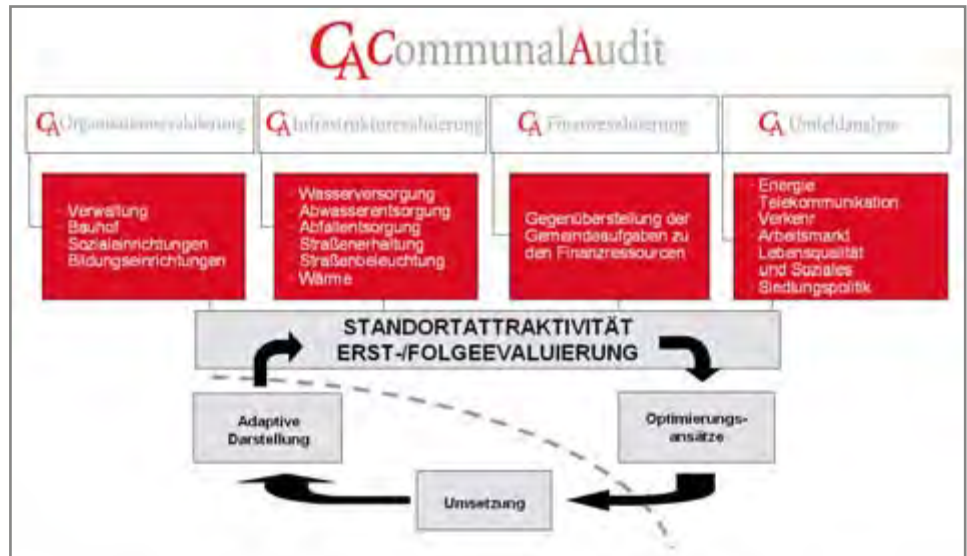 CA CommunalAudit
CA Organisationsevaluierung
CA Infrastrukturevaluierung
CA Finanzevaluierung
CA Umfeldanalyse
Verwaltung
Bauhof
Sozialeinrichtungen
Bildungseinrichtungen
Wasserversorgung
Abwasserentsorgung
Abfallentsorgung
Straßenerhaltung
Straßenbeleuchtung
Wärme
Gegenüberstellung der
Gemeindeaufgaben zu
den Finanzressourcen
Energie
Telekommunikation
Verkehr
Arbeitsmarkt
Lebensqualität
und Soziales
Siedlungspolitik
STANDORTATTRAKTIVITÄT
ERST-/FOLGEEVALUIERUNG
Adaptive
Darstellung
Optimierungs-
ansätze
Umsetzung